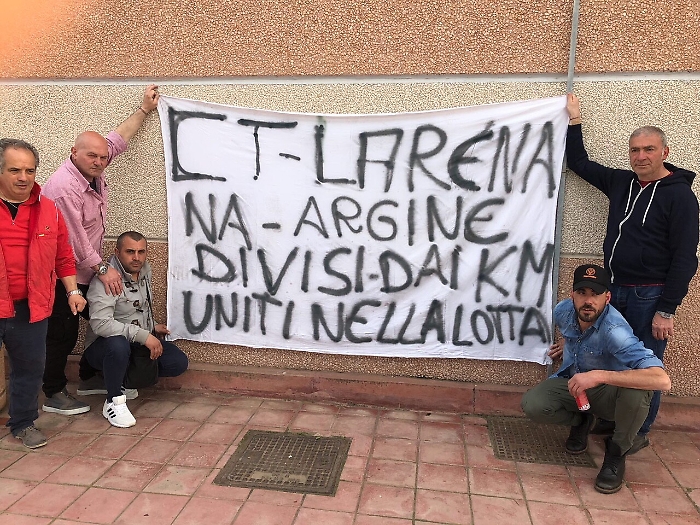 CT-LARENA
NA-ARGINE
DIVISI-DAI KM
UNITI NELLA LOTTA